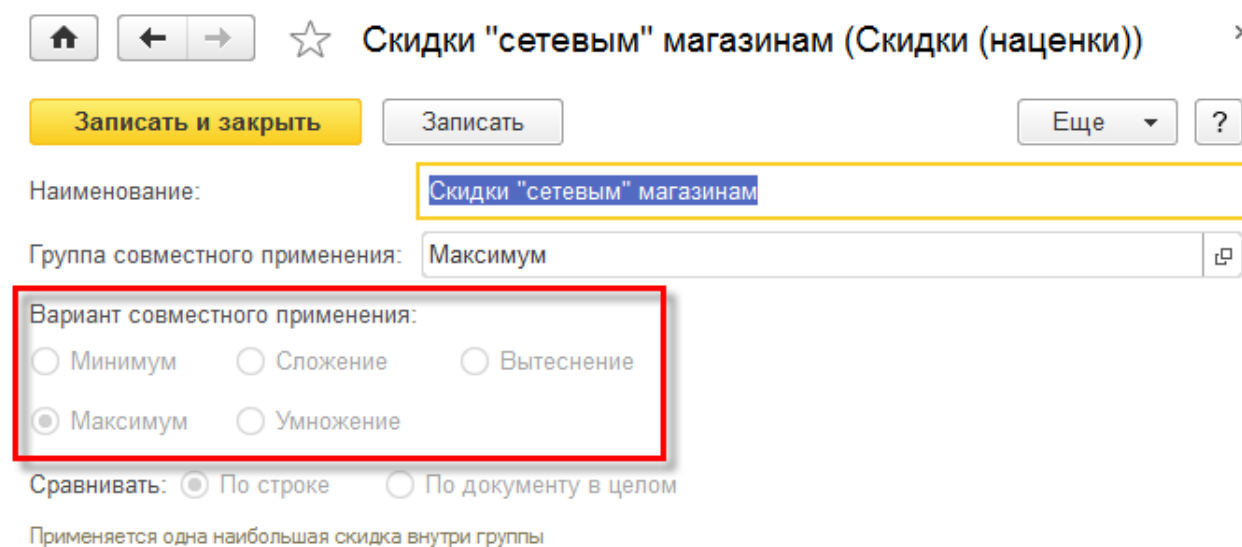 Скидки "сетевым" магазинам (Скидки (наценки))
Записать и закрыть Записать Еще ?
Наименование: Скидки "сетевым" магазинам
Группа совместного применения: Максимум
Вариант совместного применения:
Минимум Сложение Вытеснение
Максимум Умножение
Сравнивать: По строке По документу в целом
Применяется одна наибольшая скидка внутри группы